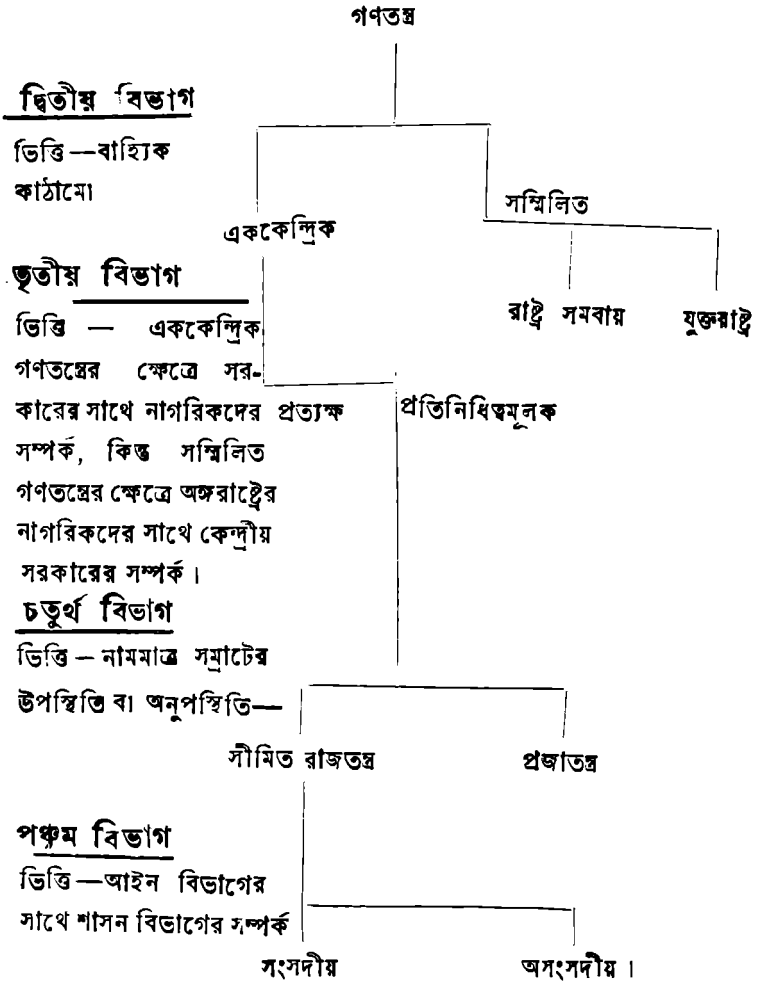 গণতন্ত্র
দ্বিতীয় বিভাগ
ভিত্তি—বাহ্যিক
কাঠামো
সম্মিলিত
এককেন্দ্রিক
তৃতীয় বিভাগ
রাষ্ট্র সমবায় যুক্তরাষ্ট্র
ভিত্তি — এককেন্দ্রিক
গণতন্ত্রের ক্ষেত্রে সর-
কারের সাথে নাগরিকদের প্রত্যক্ষ প্রতিনিধিত্বমূলক
সম্পর্ক, কিন্তু সম্মিলিত
গণতন্ত্রের ক্ষেত্রে অঙ্গরাষ্ট্রের
নাগরিকদের সাথে কেন্দ্রীয়
সরকারের সম্পর্ক ।
চতুর্থ বিভাগ
ভিত্তি — নামমাত্র সম্রাটের
উপস্থিতি বা অনুপস্থিতি—
সীমিত রাজতন্ত্র প্রজাতন্ত্র
পঞ্চম বিভাগ
ভিত্তি—আইন বিভাগের
সাথে শাসন বিভাগের সম্পর্ক
সংসদীয় অসংসদীয় ।